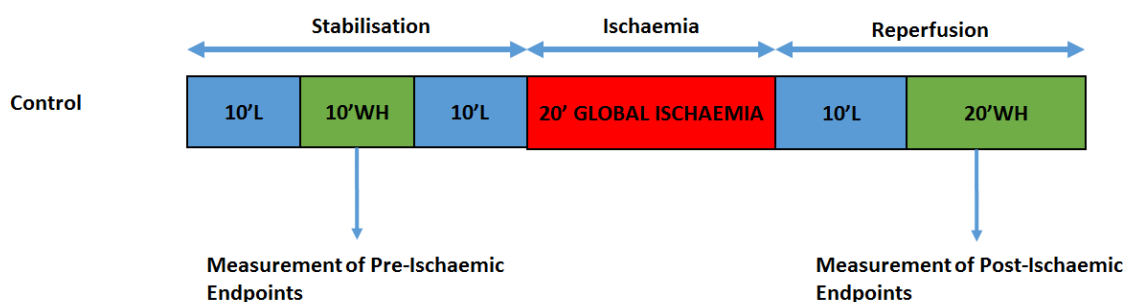 Stabilisation Ischaemia Reperfusion
Control
10’L 10’WH 10’L 20’ GLOBAL ISCHAEMIA 10’L 20’WH
Measurement of Pre-Ischaemic
Endpoints
Measurement of Post-Ischaemic
Endpoints